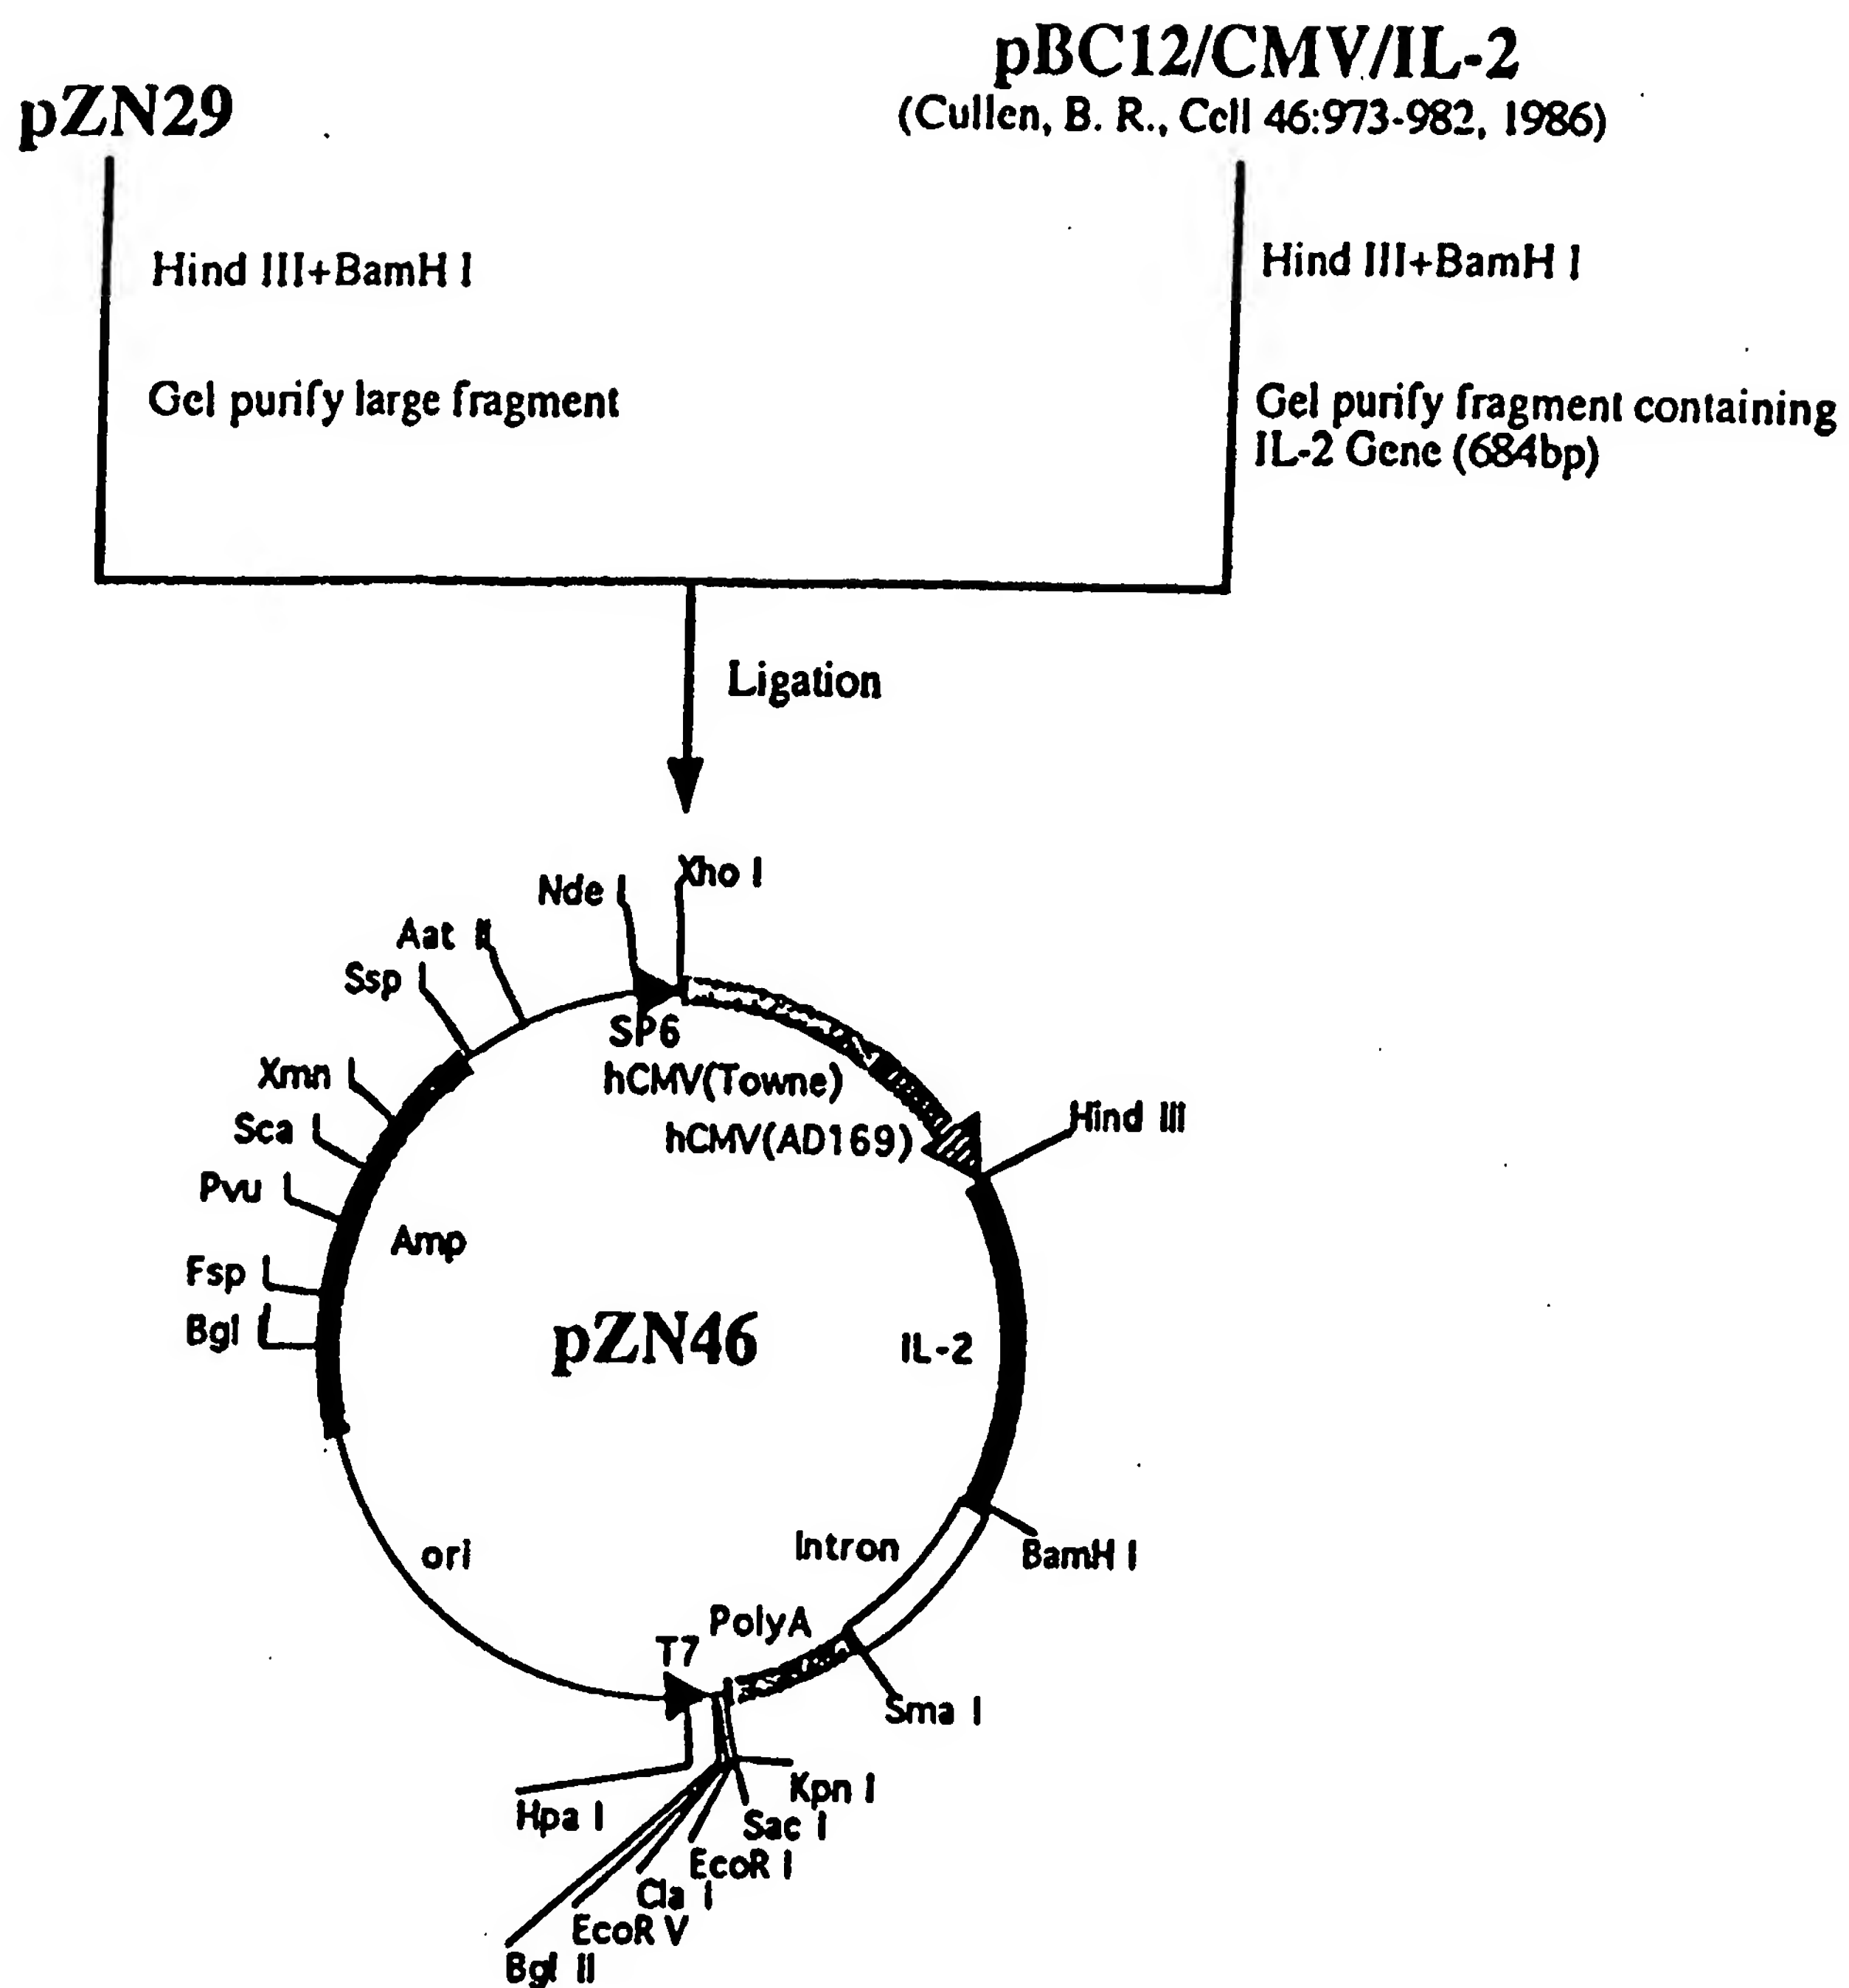 pBC12/CMV/IL-2
pZN29
(Cullen, B. R., Cell 46:973-982, 1986)
Hind III+BamH I
Hind III+BamH I
Gel purify large fragment
Gel purify fragment containing
IL-2 Gene (684bp)
Ligation
Xho I
Nde I
Aat II
Ssp I
SP6
Xmn I
hCMV(Towne)
Sca I
hCMV(AD169)
Hind III
Pvu I
Amp
Fsp I
Bgl I
pZN46
IL-2
ori
Intron
BamH I
PolyA
T7
Sma I
Kpn I
Hpa I
Sac I
EcoR I
Cla I
EcoR V
Bgl II